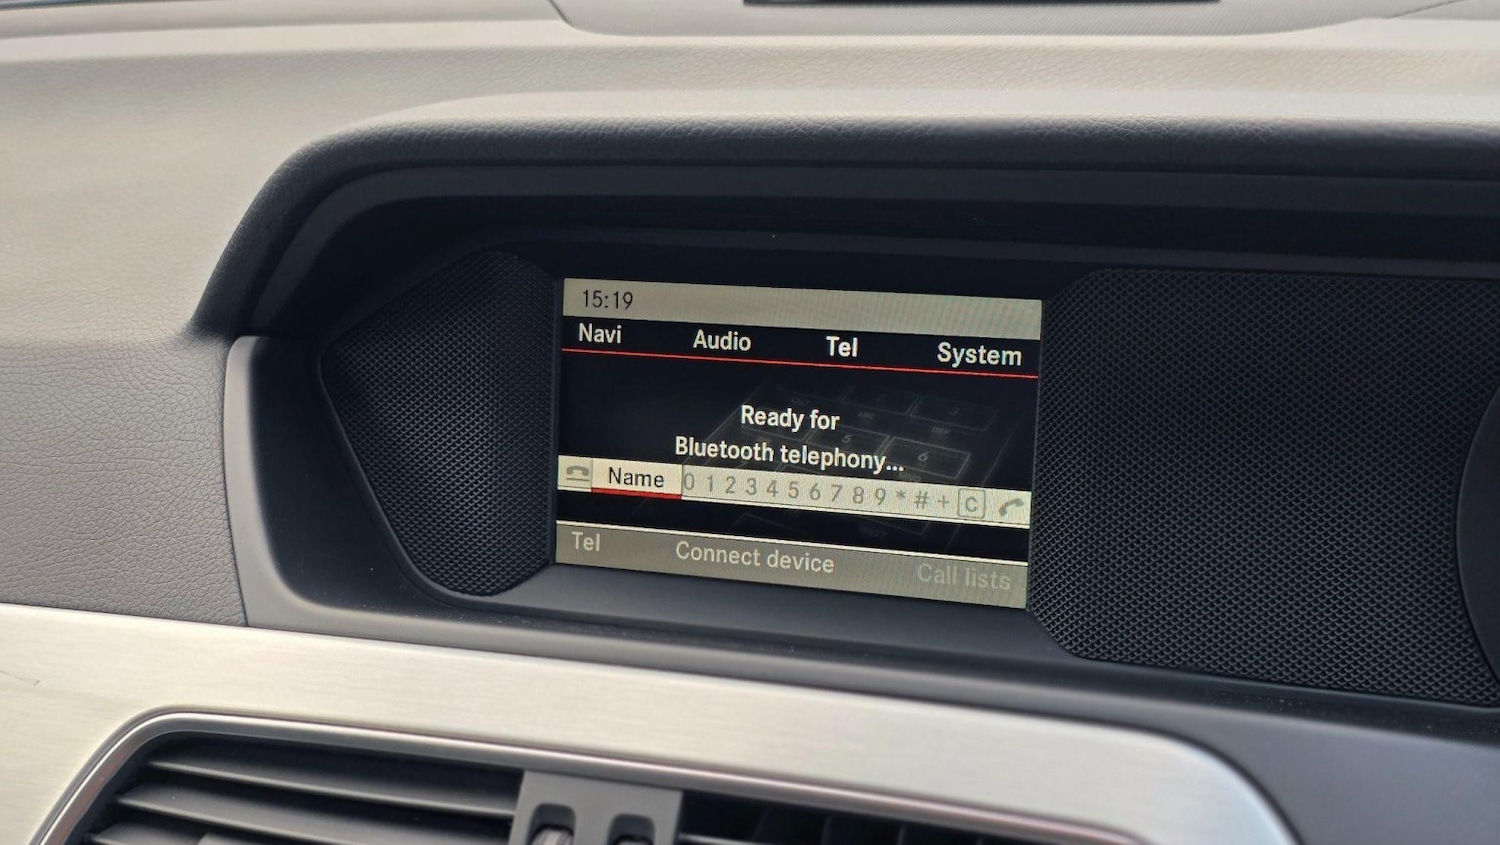 15:19
Navi Audio Tel System
Ready for
Bluetooth telephony...
Name 0 1 2 3 4 5 6 7 8 9 * # + C
Tel Connect device Call lists